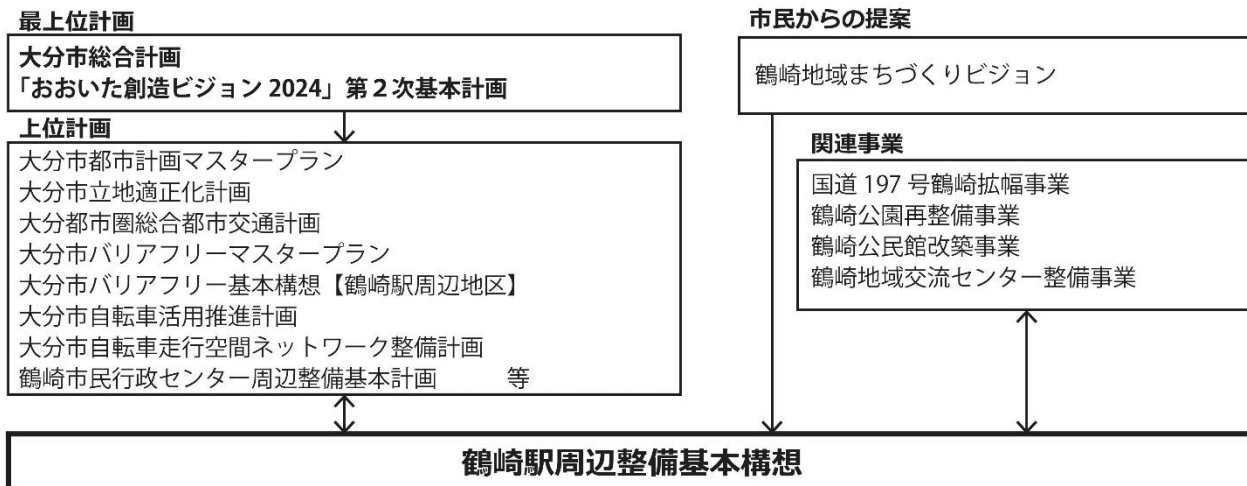 最上位計画
大分市総合計画
「おおいた創造ビジョン 2024」第２次基本計画
上位計画
大分市都市計画マスタープラン
大分市立地適正化計画
大分都市圏総合都市交通計画
大分市バリアフリーマスタープラン
大分市バリアフリー基本構想【鶴崎駅周辺地区】
大分市自転車活用推進計画
大分市自転車走行空間ネットワーク整備計画
鶴崎市民行政センター周辺整備基本計画　　　等
市民からの提案
鶴崎地域まちづくりビジョン
関連事業
国道 197 号鶴崎拡幅事業
鶴崎公園再整備事業
鶴崎公民館改築事業
鶴崎地域交流センター整備事業
鶴崎駅周辺整備基本構想